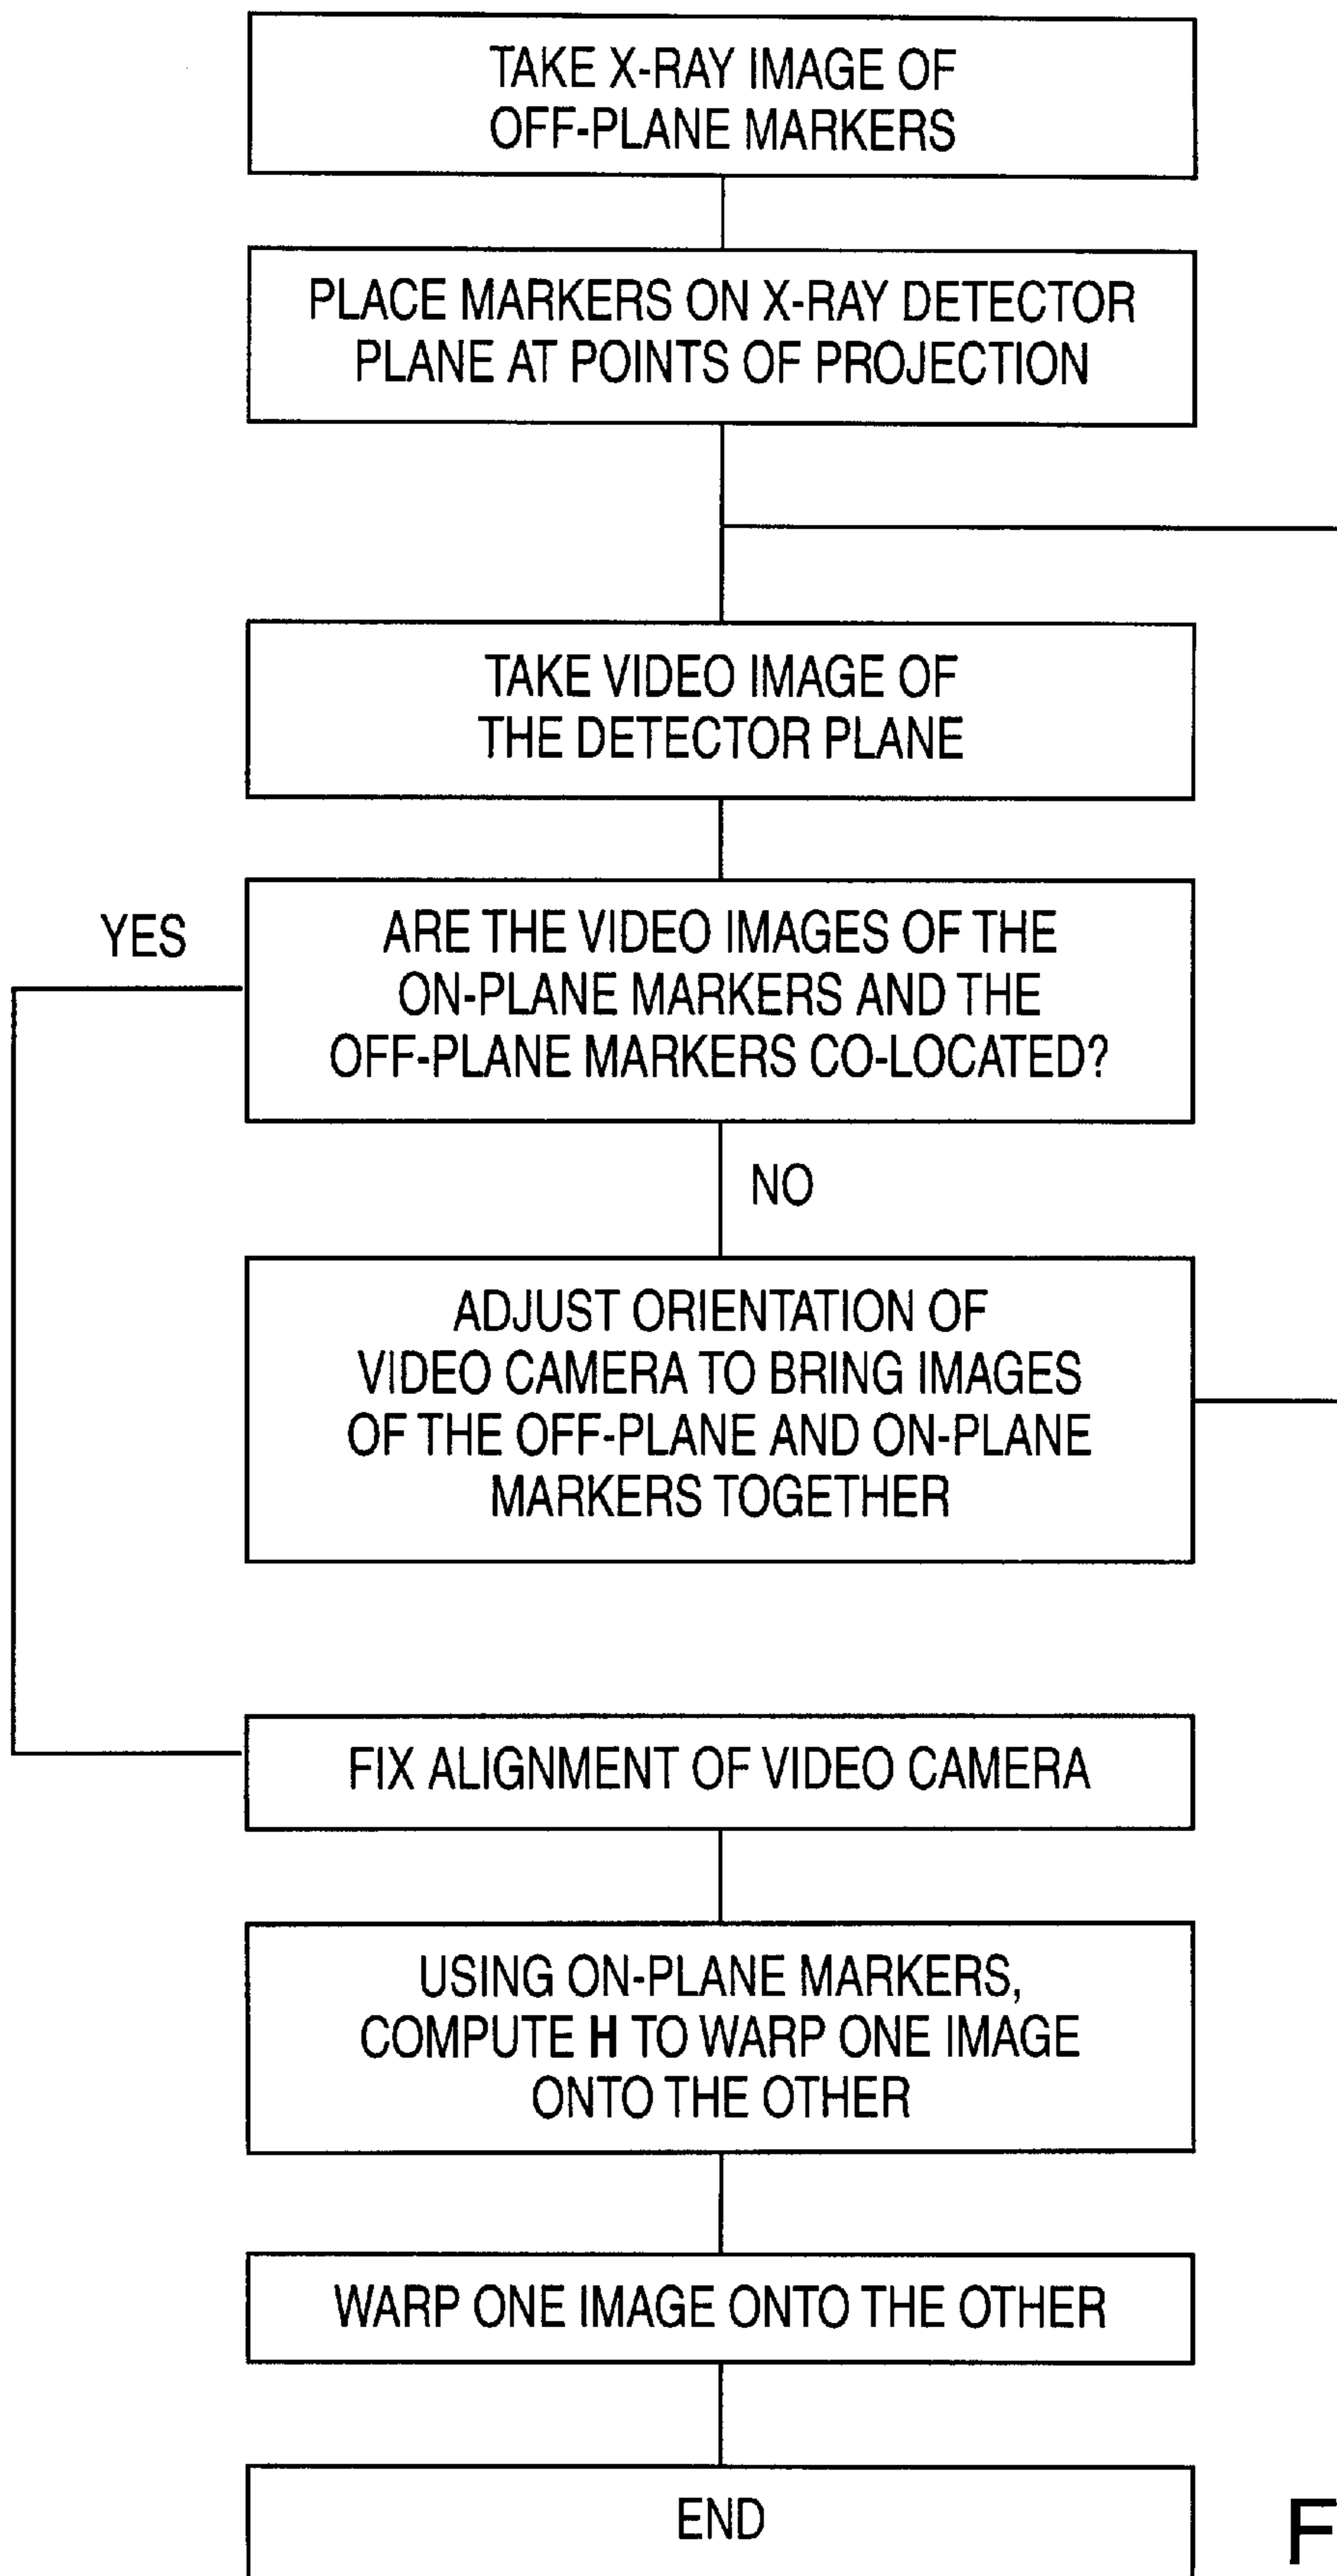 TAKE X-RAY IMAGE OF
OFF-PLANE MARKERS
PLACE MARKERS ON X-RAY DETECTOR
PLANE AT POINTS OF PROJECTION
TAKE VIDEO IMAGE OF
THE DETECTOR PLANE
YES
ARE THE VIDEO IMAGES OF THE
ON-PLANE MARKERS AND THE
OFF-PLANE MARKERS CO-LOCATED?
NO
ADJUST ORIENTATION OF
VIDEO CAMERA TO BRING IMAGES
OF THE OFF-PLANE AND ON-PLANE
MARKERS TOGETHER
FIX ALIGNMENT OF VIDEO CAMERA
USING ON-PLANE MARKERS,
COMPUTE H TO WARP ONE IMAGE
ONTO THE OTHER
WARP ONE IMAGE ONTO THE OTHER
END
F